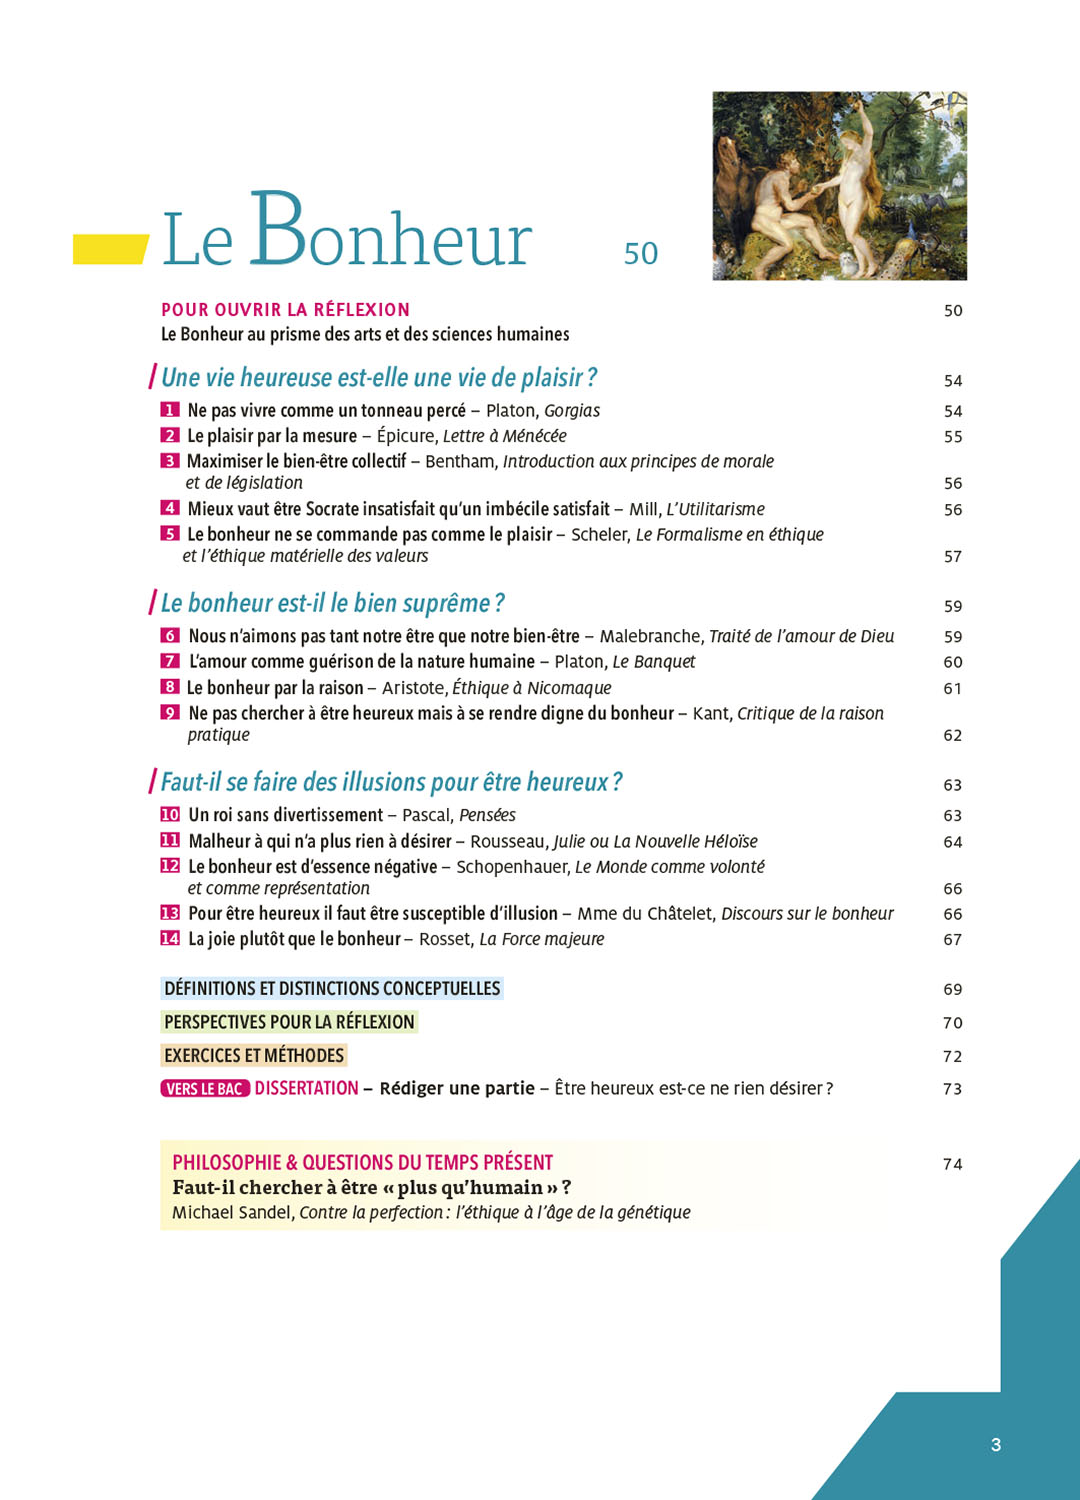 Le Bonheur 50
POUR OUVRIR LA RÉFLEXION 50
Le Bonheur au prisme des arts et des sciences humaines
Une vie heureuse est-elle une vie de plaisir ? 54
1 Ne pas vivre comme un tonneau percé – Platon, Gorgias 54
2 Le plaisir par la mesure – Épicure, Lettre à Ménécée 55
3 Maximiser le bien-être collectif – Bentham, Introduction aux principes de morale
et de législation 56
4 Mieux vaut être Socrate insatisfait qu'un imbécile satisfait – Mill, L'Utilitarisme 56
5 Le bonheur ne se commande pas comme le plaisir – Scheler, Le Formalisme en éthique
et l'éthique matérielle des valeurs 57
Le bonheur est-il le bien suprême ? 59
6 Nous n'aimons pas tant notre être que notre bien-être – Malebranche, Traité de l'amour de Dieu 59
7 L'amour comme guérison de la nature humaine – Platon, Le Banquet 60
8 Le bonheur par la raison – Aristote, Éthique à Nicomaque 61
9 Ne pas chercher à être heureux mais à se rendre digne du bonheur – Kant, Critique de la raison
pratique 62
Faut-il se faire des illusions pour être heureux ? 63
10 Un roi sans divertissement – Pascal, Pensées 63
11 Malheur à qui n'a plus rien à désirer – Rousseau, Julie ou La Nouvelle Héloïse 64
12 Le bonheur est d'essence négative – Schopenhauer, Le Monde comme volonté
et comme représentation 66
13 Pour être heureux il faut être susceptible d'illusion – Mme du Châtelet, Discours sur le bonheur 66
14 La joie plutôt que le bonheur – Rosset, La Force majeure 67
DÉFINITIONS ET DISTINCTIONS CONCEPTUELLES 69
PERSPECTIVES POUR LA RÉFLEXION 70
EXERCICES ET MÉTHODES 72
VERS LE BAC DISSERTATION – Rédiger une partie – Être heureux est-ce ne rien désirer ? 73
PHILOSOPHIE & QUESTIONS DU TEMPS PRÉSENT 74
Faut-il chercher à être « plus qu'humain » ?
Michael Sandel, Contre la perfection : l'éthique à l'âge de la génétique
3